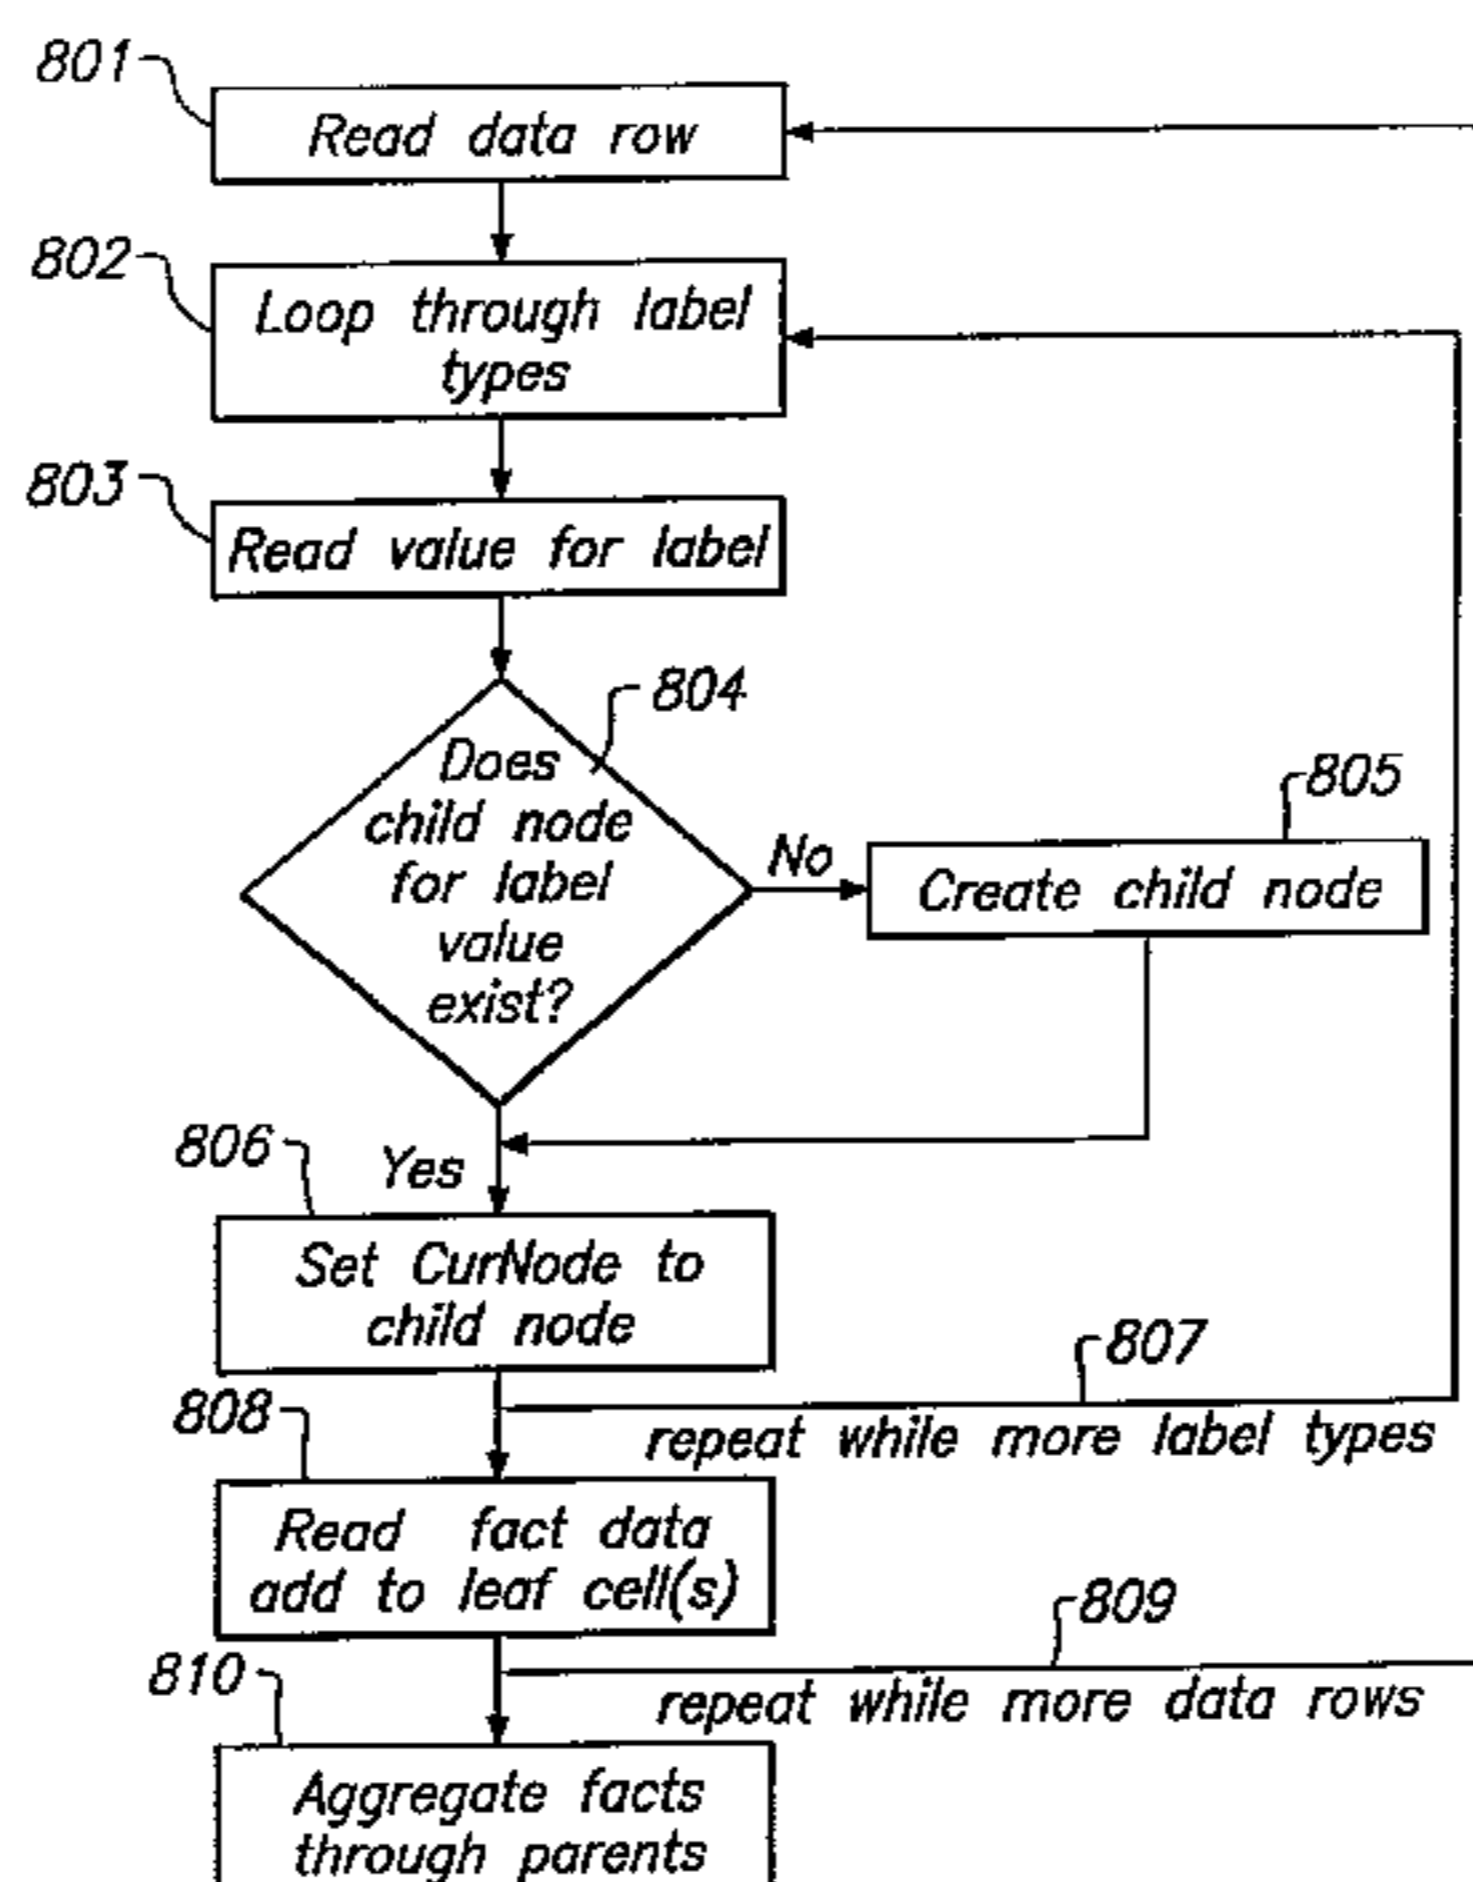 801
Read data row
802
Loop through label
types
803
Read value for label
804
Does
child node
for label
value
exist?
No
805
Create child node
806
Yes
Set CurNode to
child node
807
repeat while more label types
808
Read fact data
add to leaf cell(s)
809
repeat while more data rows
810
Aggregate facts
through parents